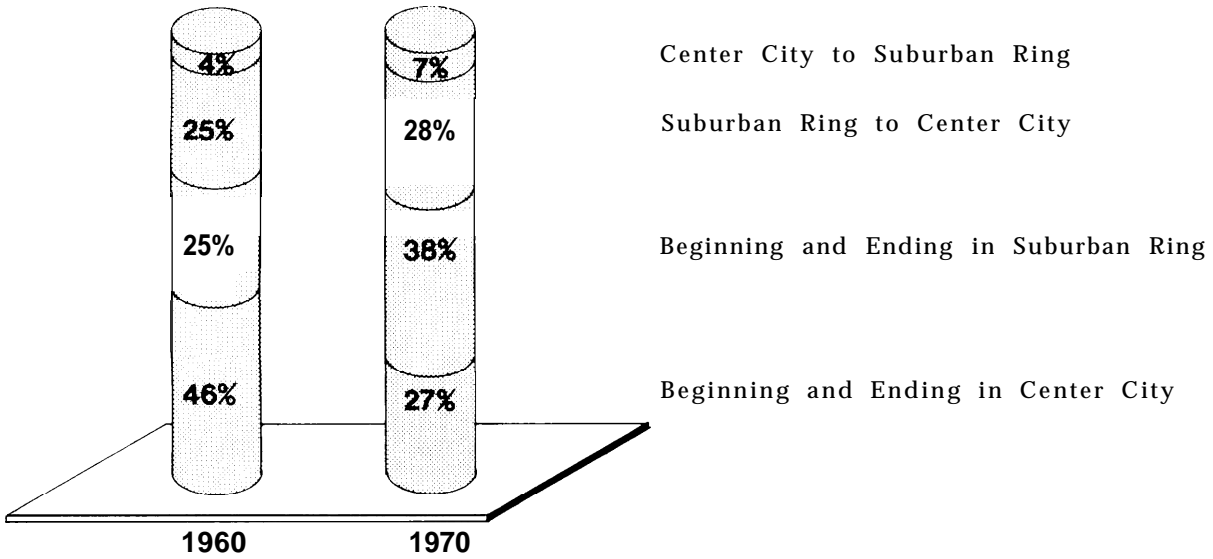 4% 7% Center City to Suburban Ring
25% 28% Suburban Ring to Center City
25% 38% Beginning and Ending in Suburban Ring
46% 27% Beginning and Ending in Center City
1960 1970